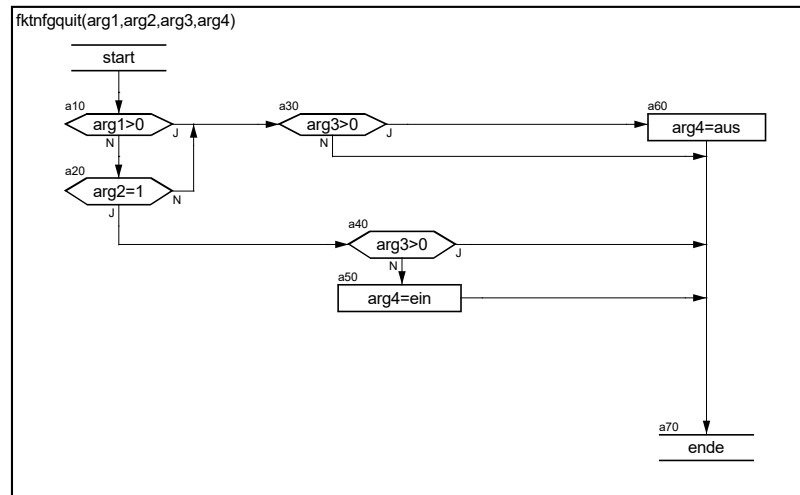 fktnfgquit(arg1,arg2,arg3,arg4)
start
a10
arg1>0
J
N
a30
arg3>0
J
N
a60
arg4=aus
a20
arg2=1
N
J
a40
arg3>0
J
N
a50
arg4=ein
a70
ende